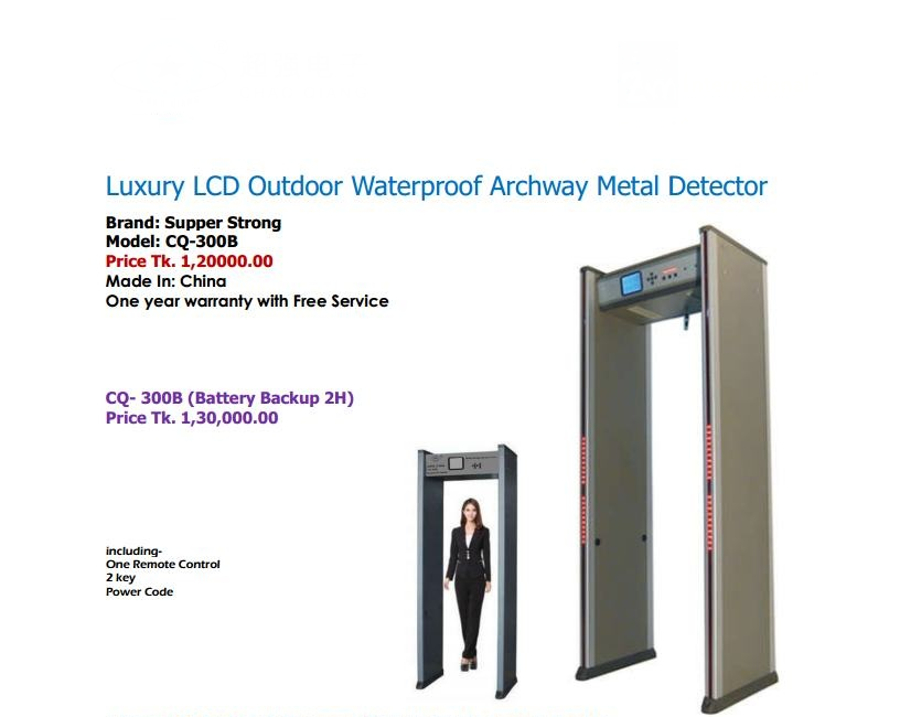 Luxury LCD Outdoor Waterproof Archway Metal Detector
Brand: Supper Strong
Model: CQ-300B
Price Tk. 1,20000.00
Made In: China
One year warranty with Free Service
CQ- 300B (Battery Backup 2H)
Price Tk. 1,30,000.00
including-
One Remote Control
2 key
Power Code